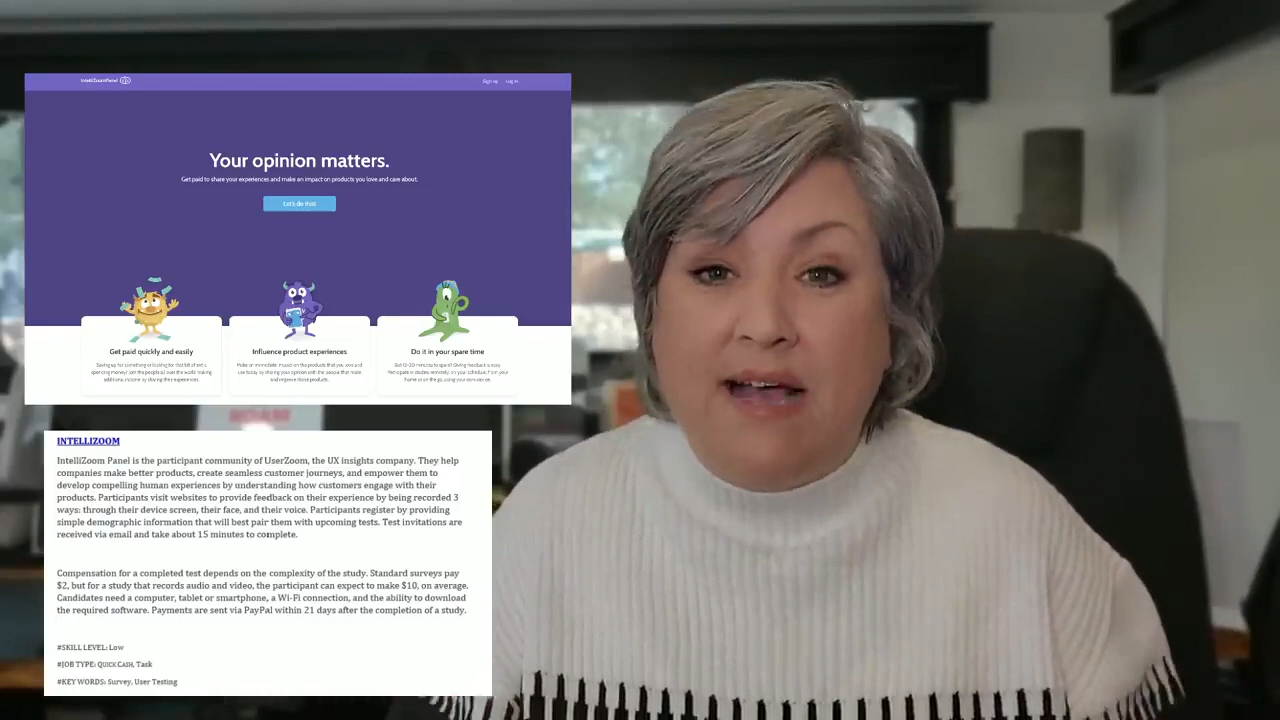 IntelliZoomPanel
Sign up Log in
Your opinion matters.
Get paid to share your experiences and make an impact on products you love and care about.
Let's do this!
Get paid quickly and easily
Influence product experiences
Do it in your spare time
INTELLIZOOM
IntelliZoom Panel is the participant community of UserZoom, the UX insights company. They help
companies make better products, create seamless customer journeys, and empower them to
develop compelling human experiences by understanding how customers engage with their
products. Participants visit websites to provide feedback on their experience by being recorded 3
ways: through their device screen, their face, and their voice. Participants register by providing
simple demographic information that will best pair them with upcoming tests. Test invitations are
received via email and take about 15 minutes to complete.
Compensation for a completed test depends on the complexity of the study. Standard surveys pay
$2, but for a study that records audio and video, the participant can expect to make $10, on average.
Candidates need a computer, tablet or smartphone, a Wi-Fi connection, and the ability to download
the required software. Payments are sent via PayPal within 21 days after the completion of a study.
#SKILL LEVEL: Low
#JOB TYPE: QUICK CASH, Task
#KEY WORDS: Survey, User Testing